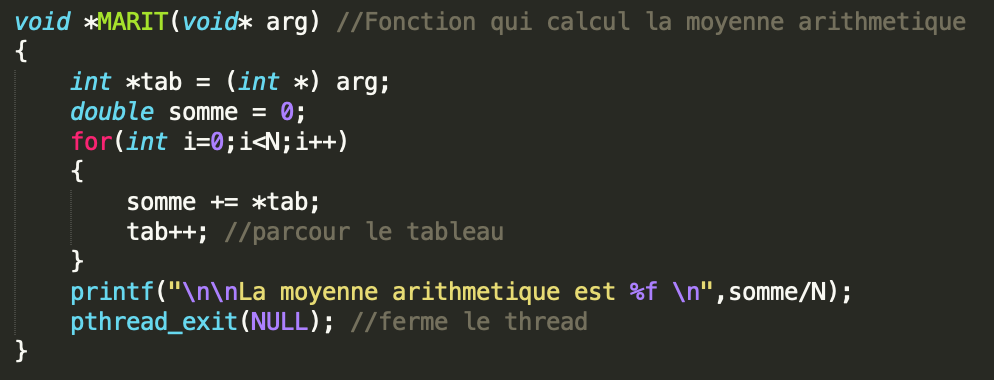 void *MARIT(void* arg) //Fonction qui calcul la moyenne arithmetique
{
    int *tab = (int *) arg;
    double somme = 0;
    for(int i=0;i<N;i++)
    {
        somme += *tab;
        tab++; //parcour le tableau
    }
    printf("\n\nLa moyenne arithmetique est %f \n",somme/N);
    pthread_exit(NULL); //ferme le thread
}